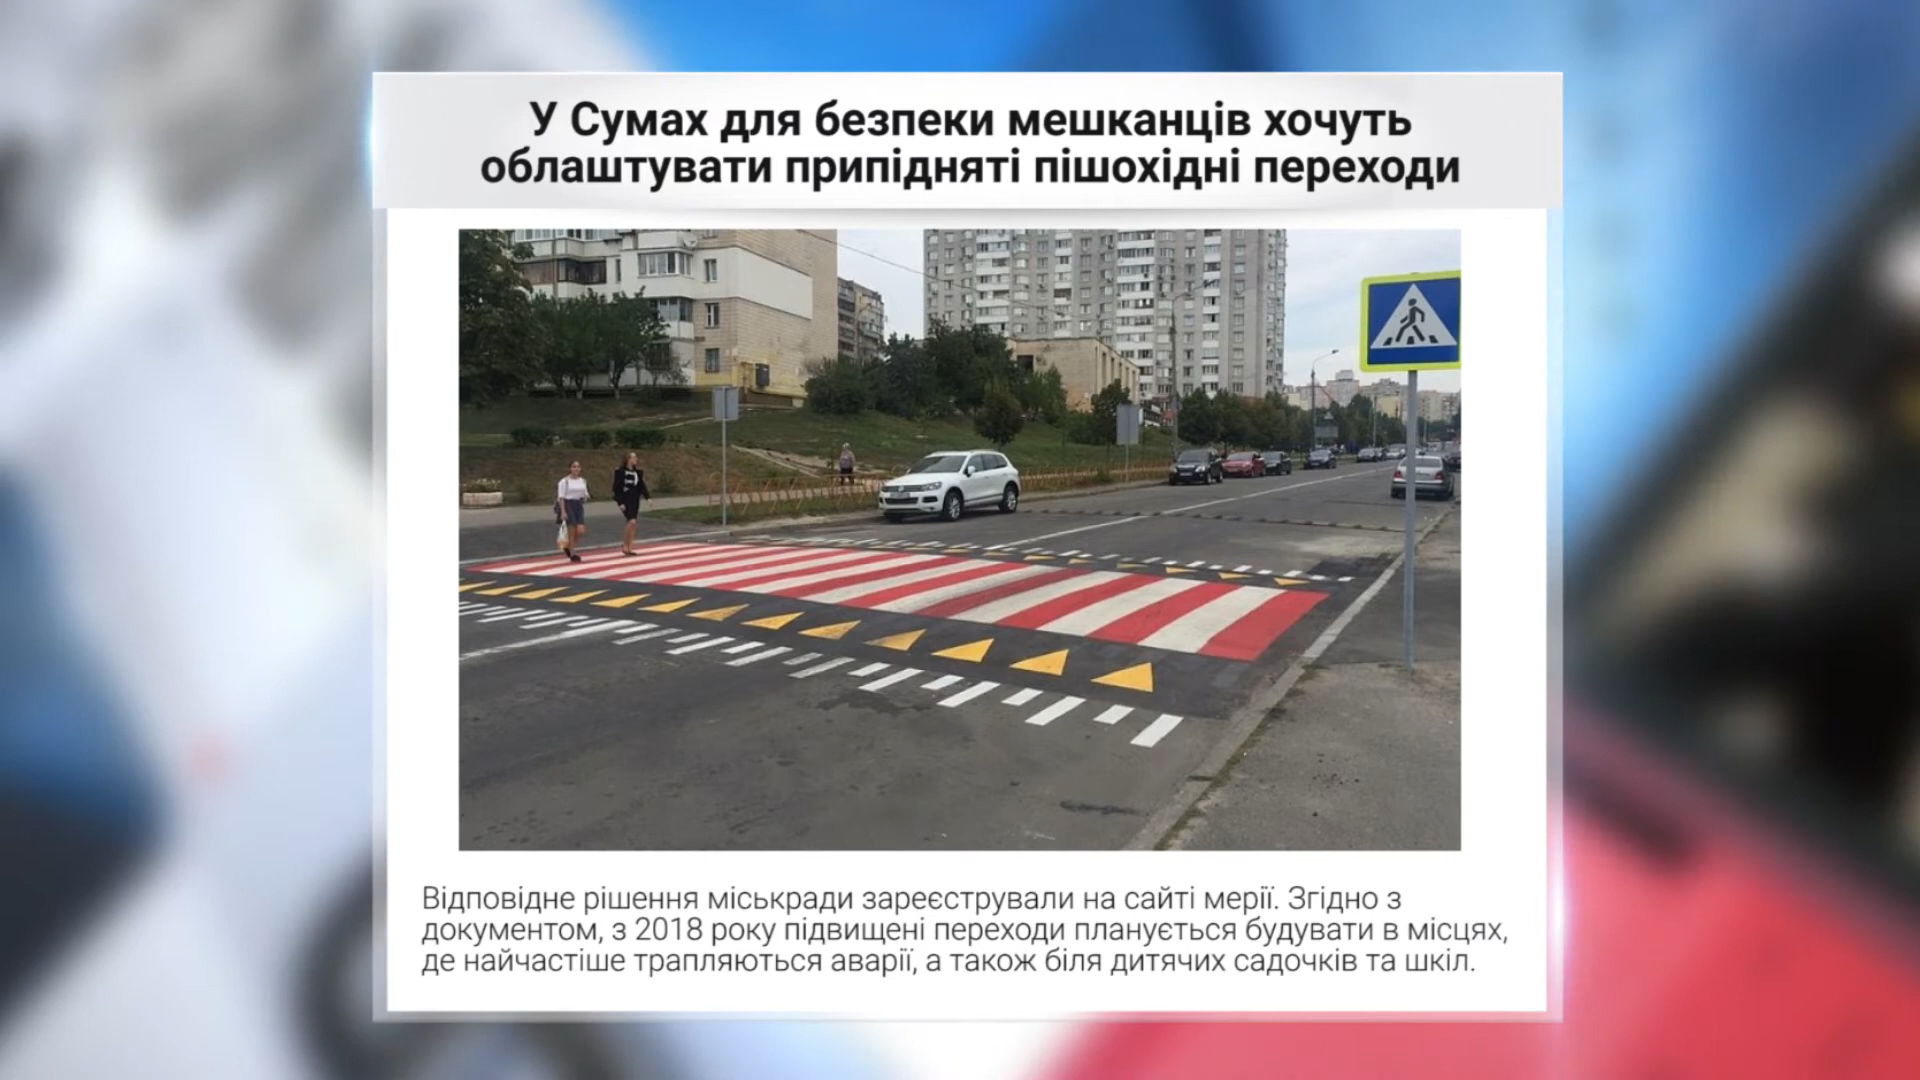 У Сумах для безпеки мешканців хочуть
облаштувати припідняті пішохідні переходи
Відповідне рішення міськради зареєстрували на сайті мерії. Згідно з
документом, з 2018 року підвищені переходи планується будувати в місцях,
де найчастіше трапляються аварії, а також біля дитячих садочків та шкіл.